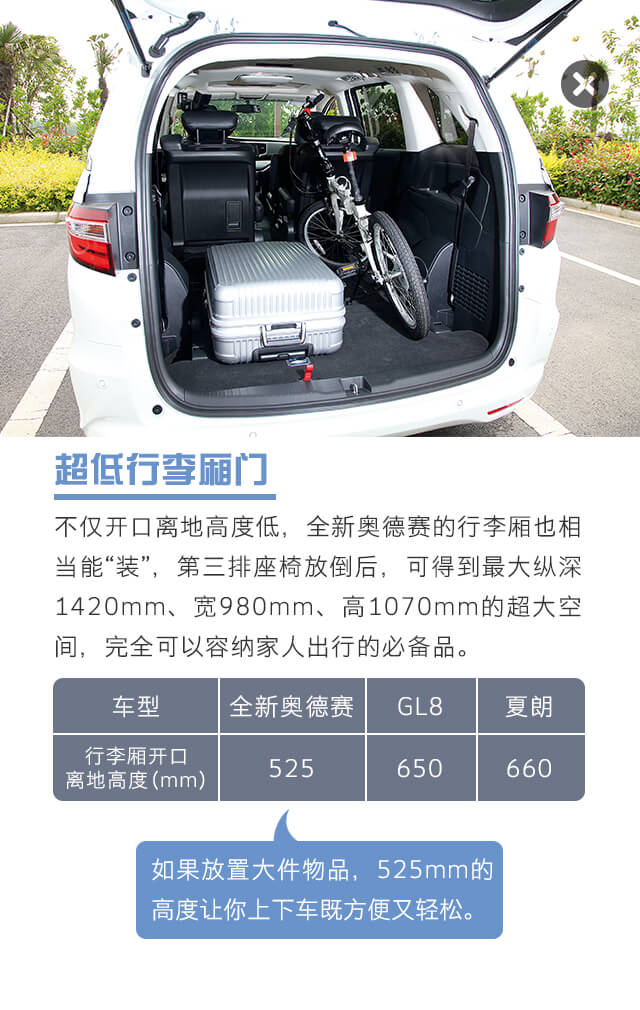 超低行李厢门
不仅开口离地高度低，全新奥德赛的行李厢也相
当能“装”，第三排座椅放倒后，可得到最大纵深
1420mm、宽980mm、高1070mm的超大空
间，完全可以容纳家人出行的必备品。
车型 全新奥德赛 GL8 夏朗
行李厢开口
离地高度(mm) 525 650 660
如果放置大件物品，525mm的
高度让你上下车既方便又轻松。